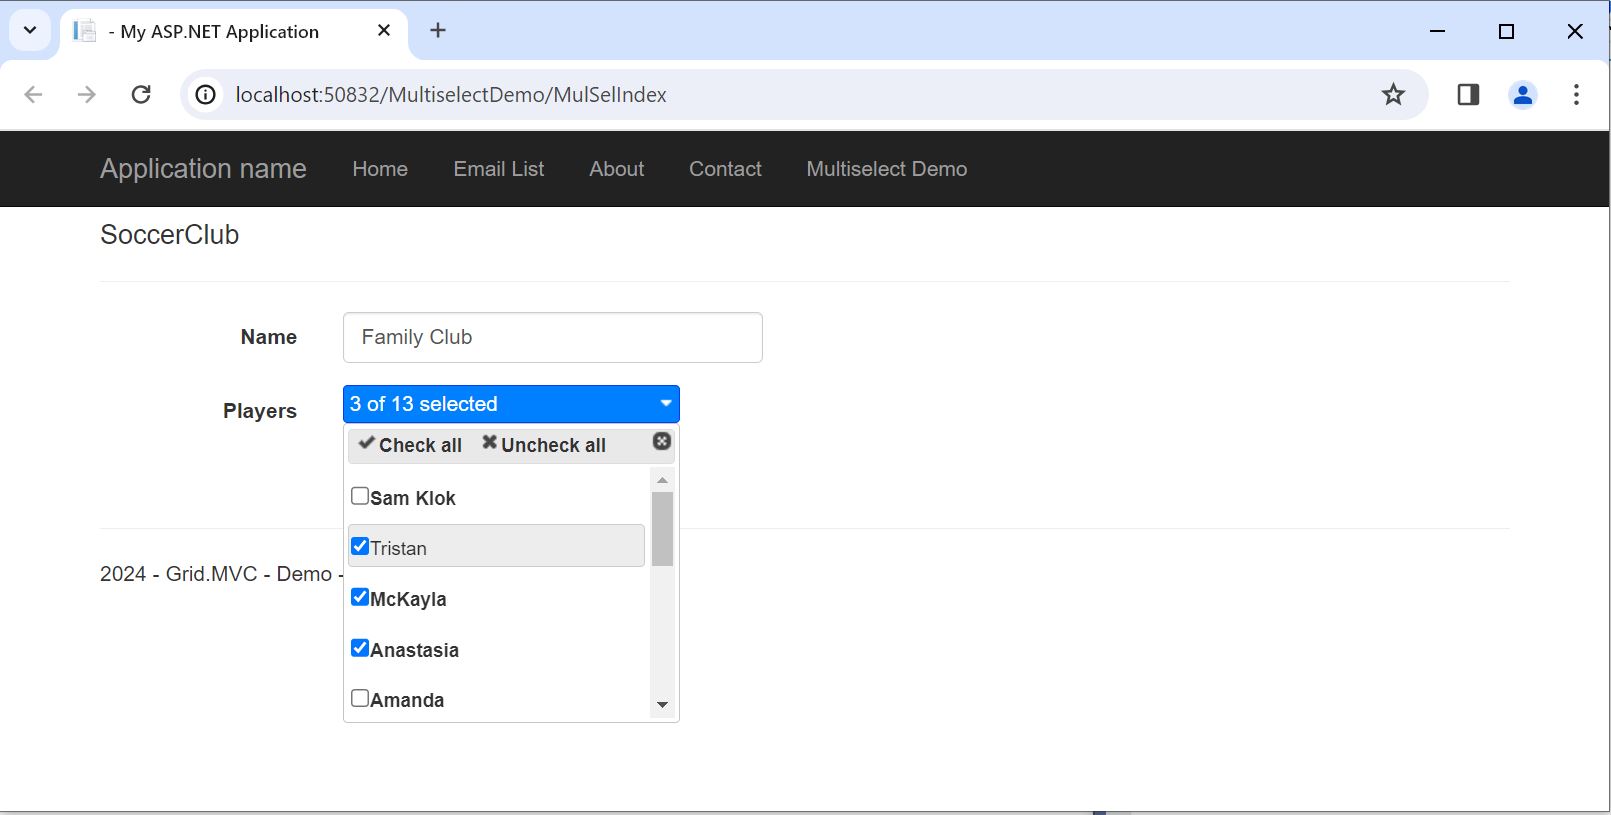 - My ASP.NET Application
localhost:50832/MultiselectDemo/MulSelIndex
Application name Home Email List About Contact Multiselect Demo
SoccerClub
Name Family Club
Players 3 of 13 selected
Check all Uncheck all
Sam Klok
Tristan
2024 - Grid.MVC - Demo -
McKayla
Anastasia
Amanda